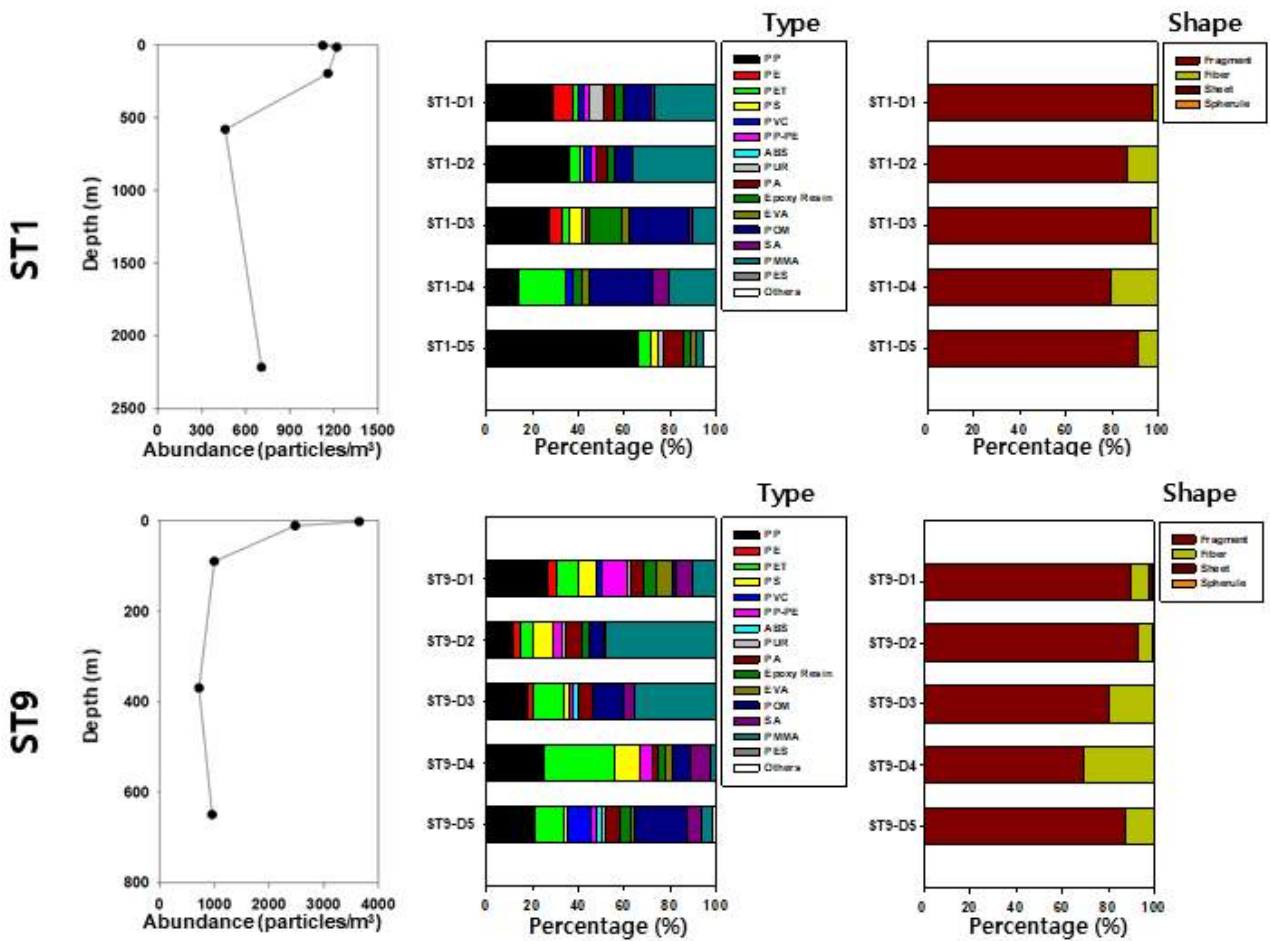 ST1
0
500
1000
1500
2000
2500
Depth (m)
0 300 600 900 1200 1500
Abundance (particles/m³)
ST1-D1
ST1-D2
ST1-D3
ST1-D4
ST1-D5
0 20 40 60 80 100
Percentage (%)
Type
PP
PE
PET
PS
PVC
PP-PE
ABS
PUR
PA
Epoxy Resin
EVA
POM
SA
PMMA
PES
Others
ST1-D1
ST1-D2
ST1-D3
ST1-D4
ST1-D5
0 20 40 60 80 100
Percentage (%)
Shape
Fragment
Fiber
Sheet
Spherule
ST9
0
200
400
600
800
Depth (m)
0 1000 2000 3000 4000
Abundance (particles/m³)
ST9-D1
ST9-D2
ST9-D3
ST9-D4
ST9-D5
0 20 40 60 80 100
Percentage (%)
Type
PP
PE
PET
PS
PVC
PP-PE
ABS
PUR
PA
Epoxy Resin
EVA
POM
SA
PMMA
PES
Others
ST9-D1
ST9-D2
ST9-D3
ST9-D4
ST9-D5
0 20 40 60 80 100
Percentage (%)
Shape
Fragment
Fiber
Sheet
Spherule